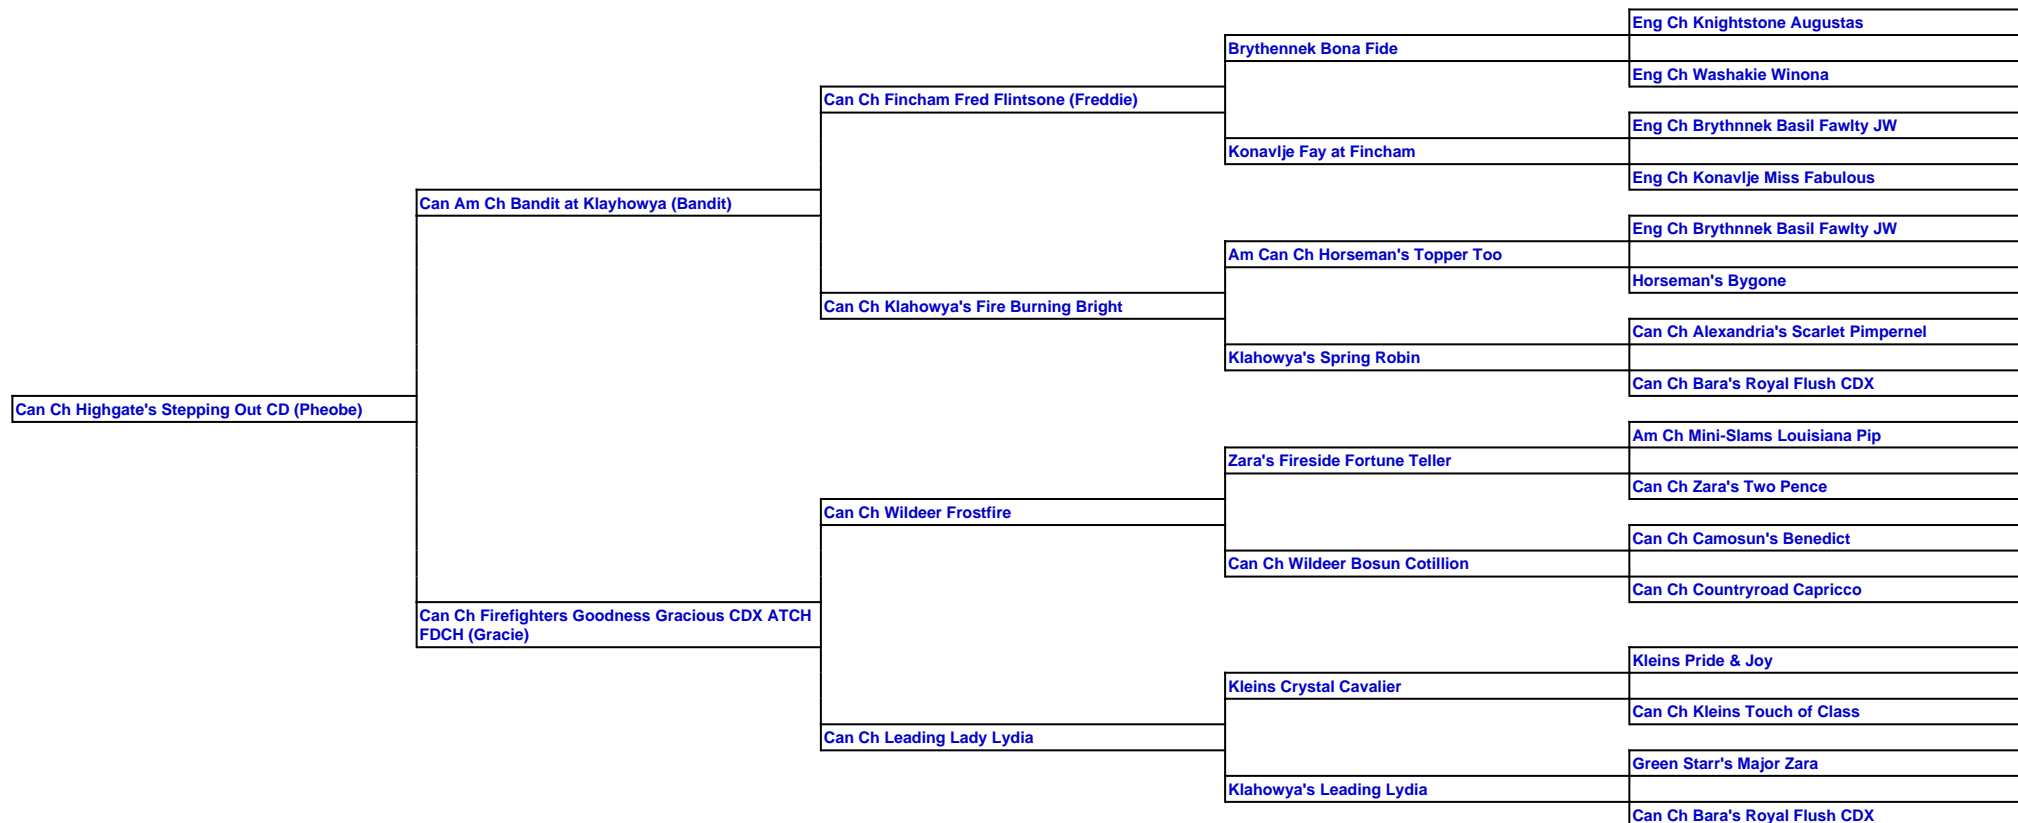 Eng Ch Knightstone Augustas
Brythennek Bona Fide
Eng Ch Washakie Winona
Can Ch Fincham Fred Flintsone (Freddie)
Eng Ch Brythnnek Basil Fawlty JW
Konavlje Fay at Fincham
Eng Ch Konavlje Miss Fabulous
Can Am Ch Bandit at Klayhowya (Bandit)
Eng Ch Brythnnek Basil Fawlty JW
Am Can Ch Horseman's Topper Too
Horseman's Bygone
Can Ch Klahowya's Fire Burning Bright
Can Ch Alexandria's Scarlet Pimpernel
Klahowya's Spring Robin
Can Ch Bara's Royal Flush CDX
Can Ch Highgate's Stepping Out CD (Pheobe)
Am Ch Mini-Slams Louisiana Pip
Zara's Fireside Fortune Teller
Can Ch Zara's Two Pence
Can Ch Wildeer Frostfire
Can Ch Camosun's Benedict
Can Ch Wildeer Bosun Cotillion
Can Ch Countryroad Capricco
Can Ch Firefighters Goodness Gracious CDX ATCH
FDCH (Gracie)
Kleins Pride & Joy
Kleins Crystal Cavalier
Can Ch Kleins Touch of Class
Can Ch Leading Lady Lydia
Green Starr's Major Zara
Klahowya's Leading Lydia
Can Ch Bara's Royal Flush CDX